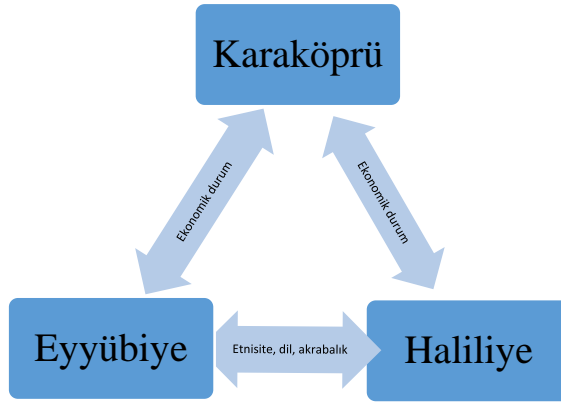 Karaköprü
Ekonomik durum
Ekonomik durum
Eyyübiye
Etnisite, dil, akrabalık
Haliliye